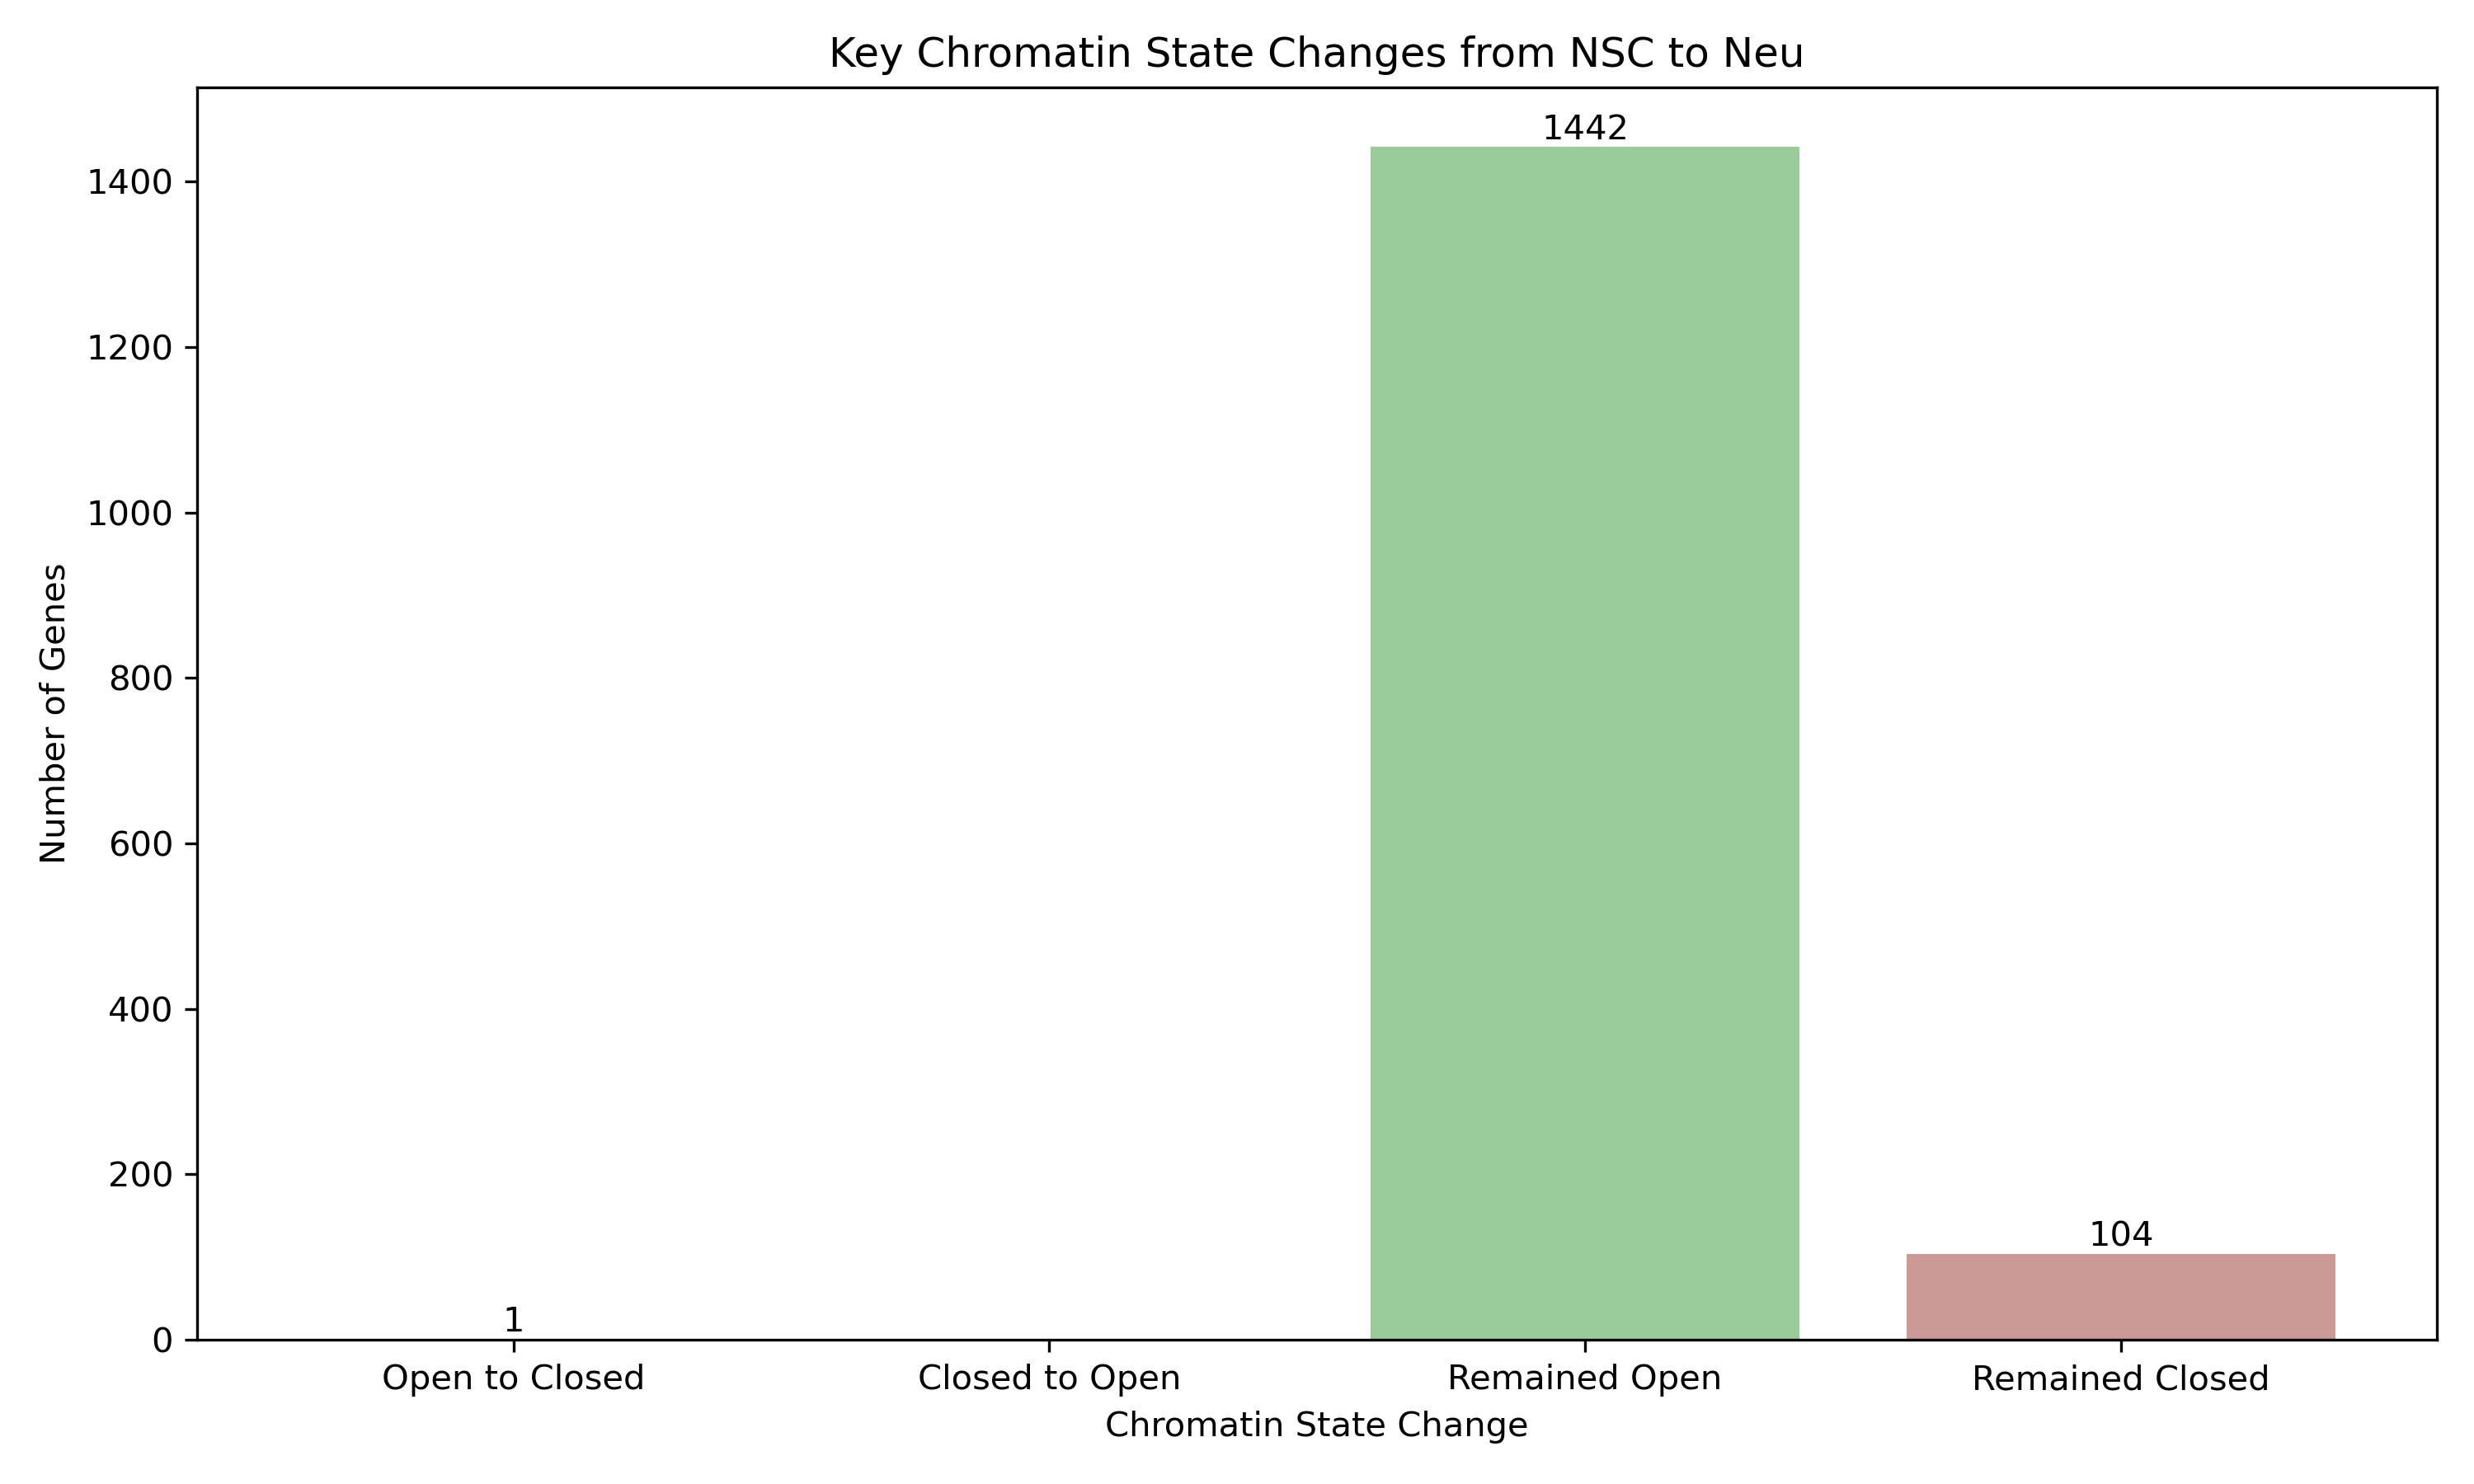 Key Chromatin State Changes from NSC to Neu
Number of Genes
1400
1200
1000
800
600
400
200
0
1442
104
1
Open to Closed
Closed to Open
Remained Open
Remained Closed
Chromatin State Change